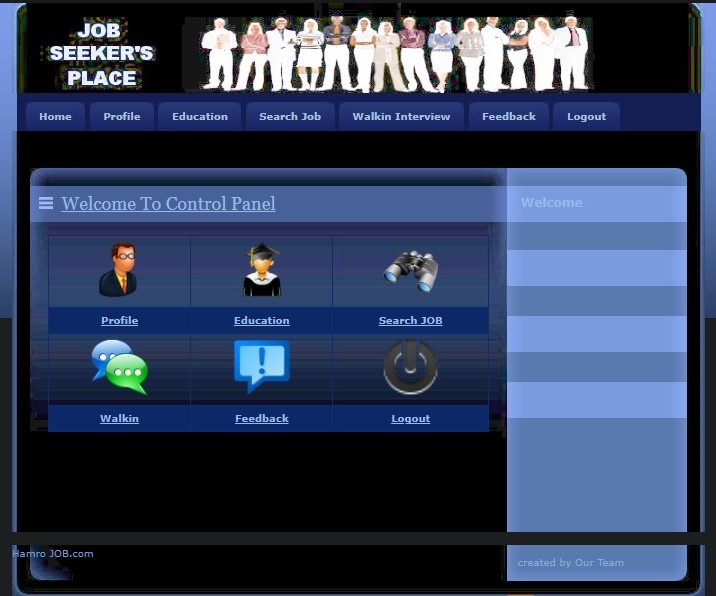 JOB
SEEKER'S
PLACE
Home Profile Education Search Job Walkin Interview Feedback Logout
Welcome To Control Panel
Welcome
Profile Education Search JOB
Walkin Feedback Logout
Hamro JOB.com
created by Our Team